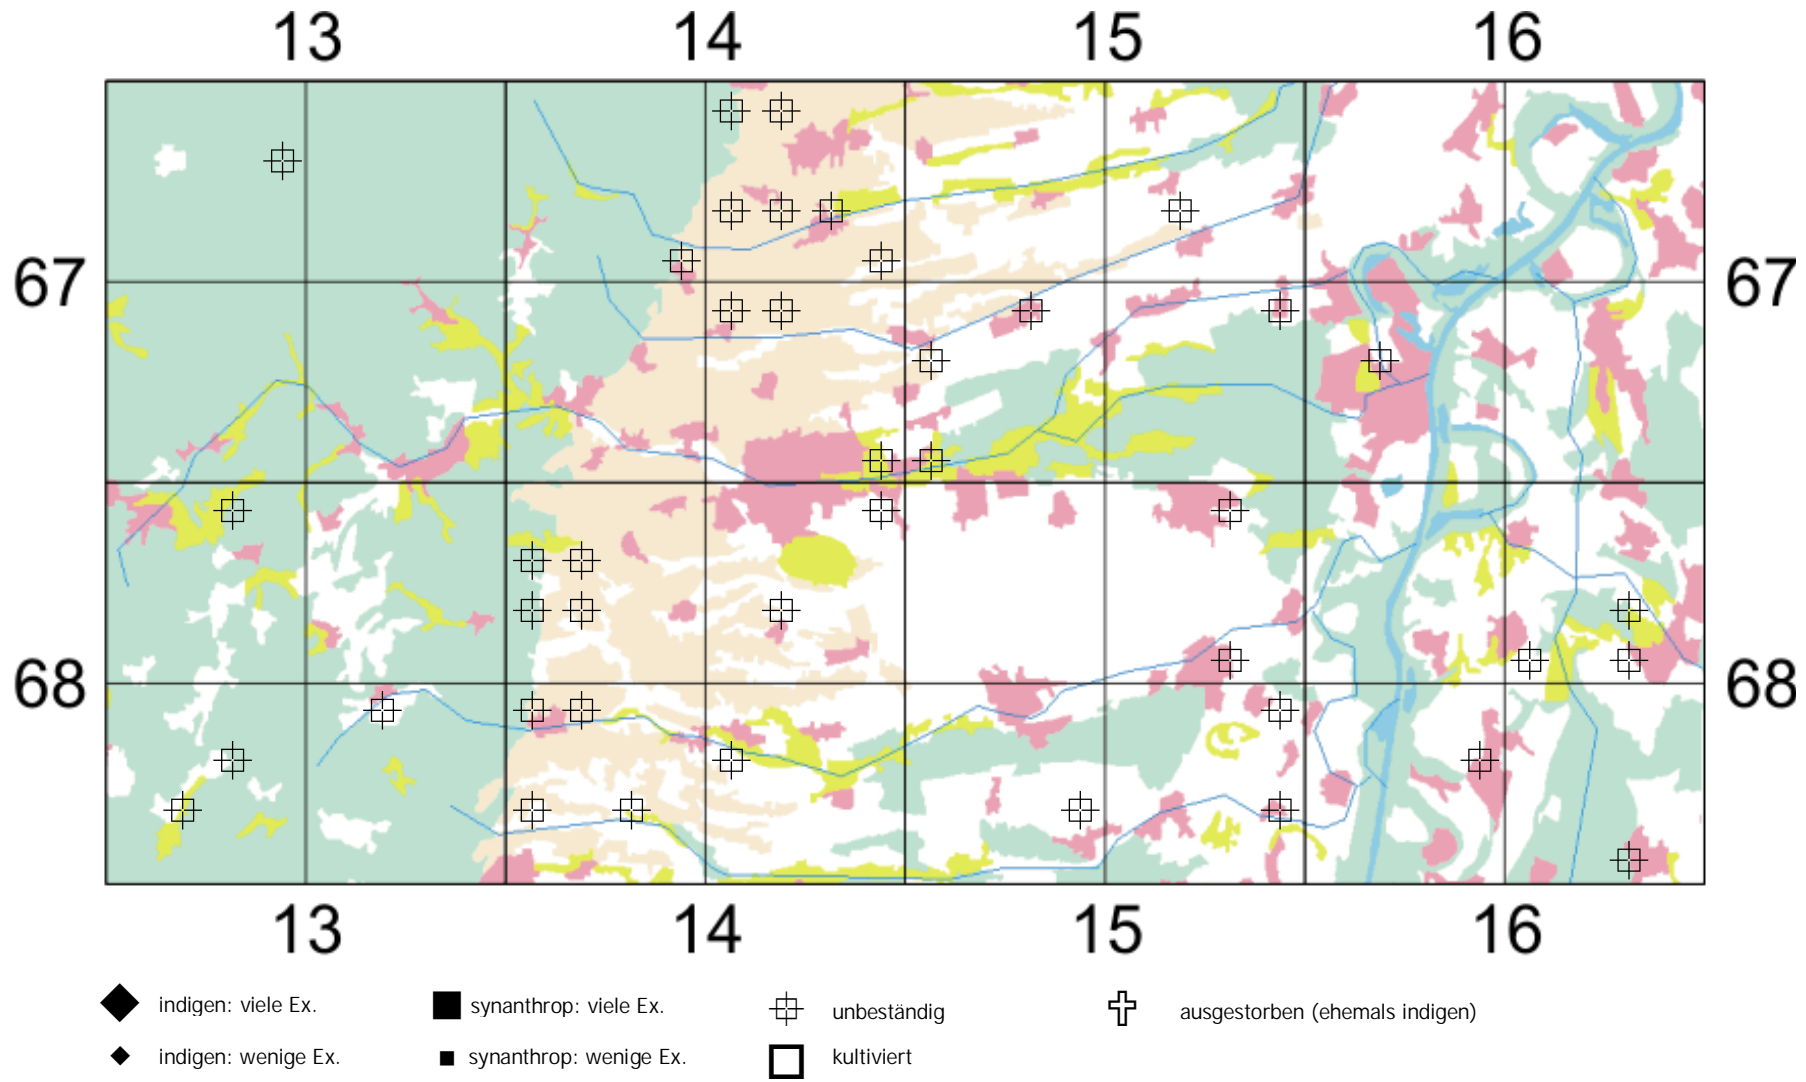 13 14 15 16
67 67
68 68
13 14 15 16
indigen: viele Ex. synanthrop: viele Ex. unbeständig ausgestorben (ehemals indigen)
indigen: wenige Ex. synanthrop: wenige Ex. kultiviert